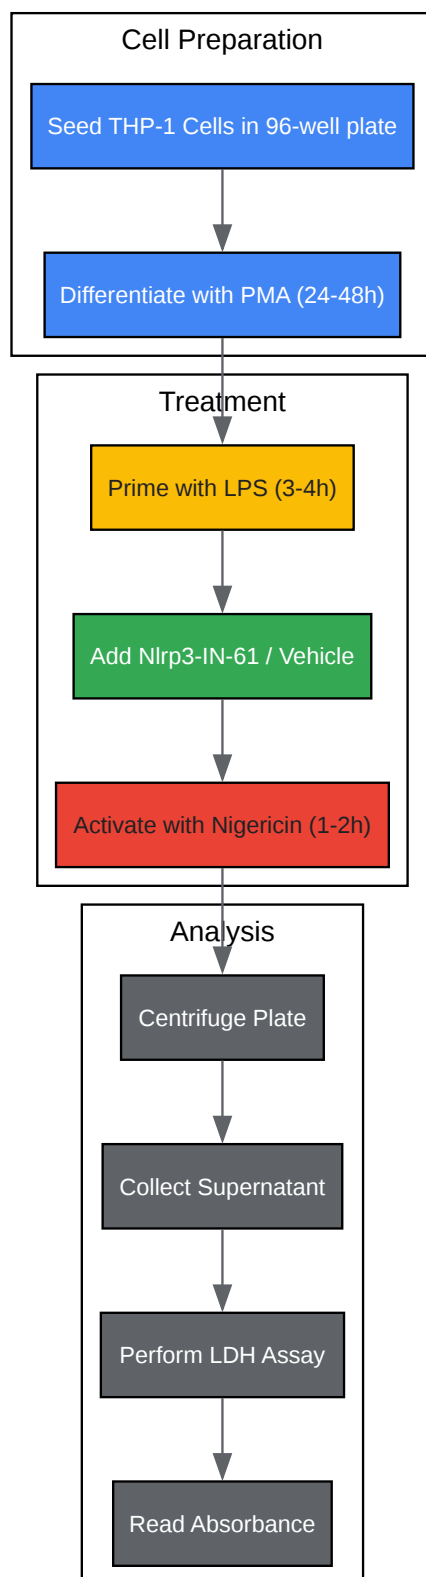 Cell Preparation
Seed THP-1 Cells in 96-well plate
Differentiate with PMA (24-48h)
Treatment
Prime with LPS (3-4h)
Add Nlrp3-IN-61 / Vehicle
Activate with Nigericin (1-2h)
Analysis
Centrifuge Plate
Collect Supernatant
Perform LDH Assay
Read Absorbance